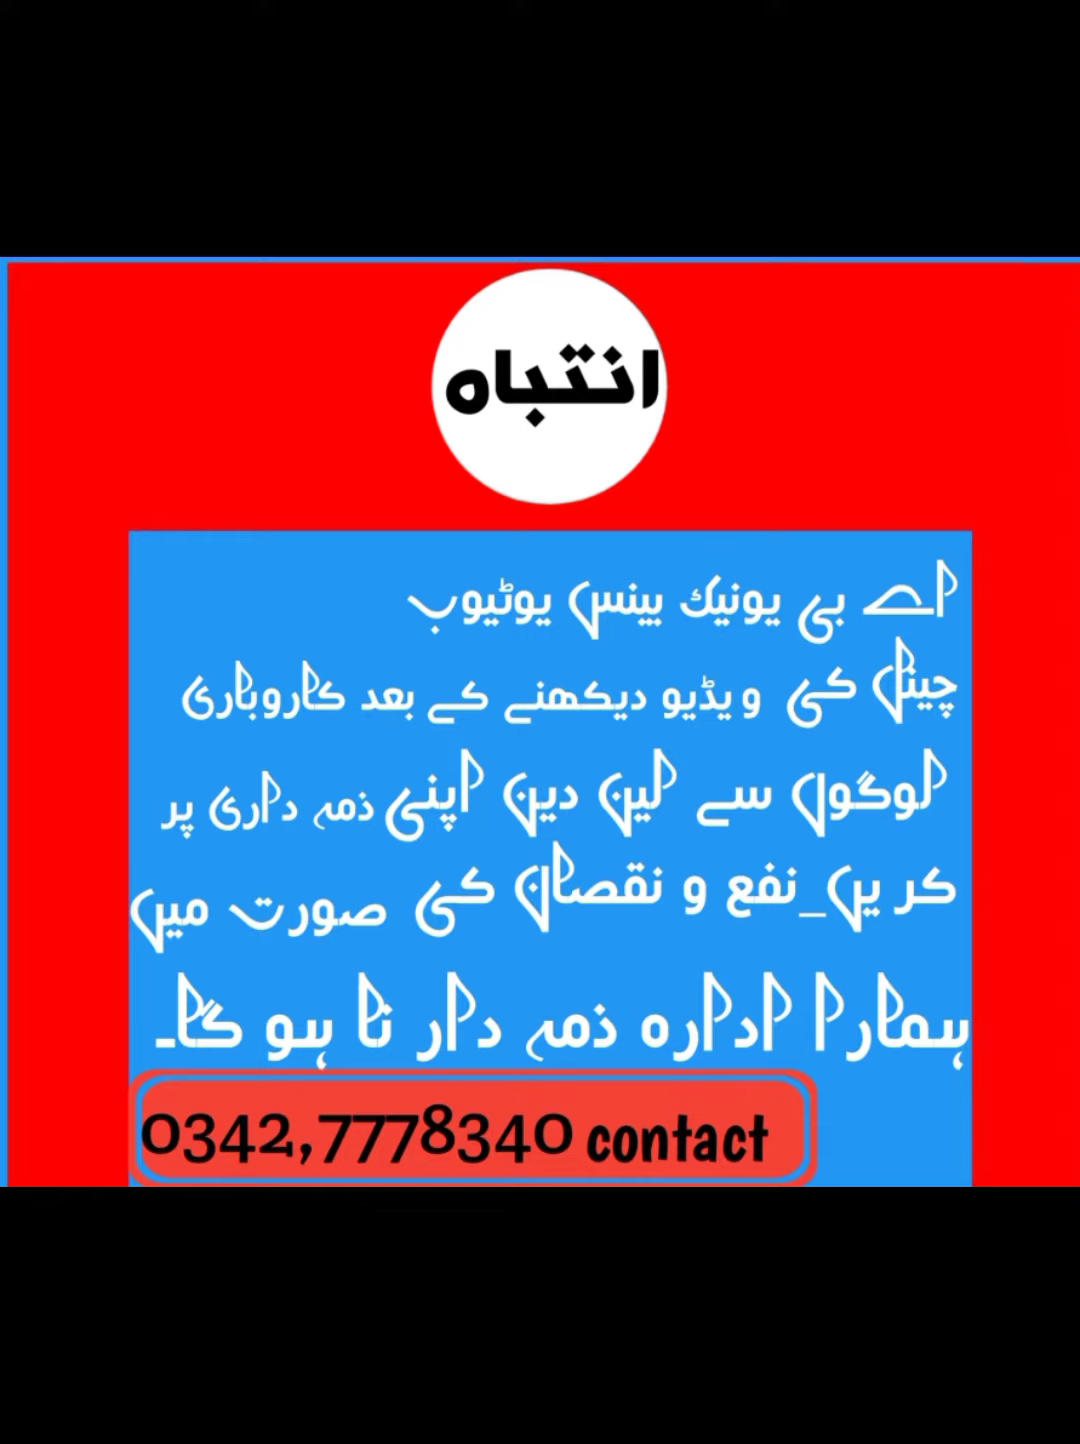 انتباہ
اے بی یونیک بینس یوٹیوب
چینل کی ویڈیو دیکھنے کے بعد کاروباری
لوگوں سے لین دین اپنی ذمہ داری پر
کریں_نفع و نقصان کی صورت میں
ہمارا ادارہ ذمہ دار نا ہو گا۔
0342,7778340 contact